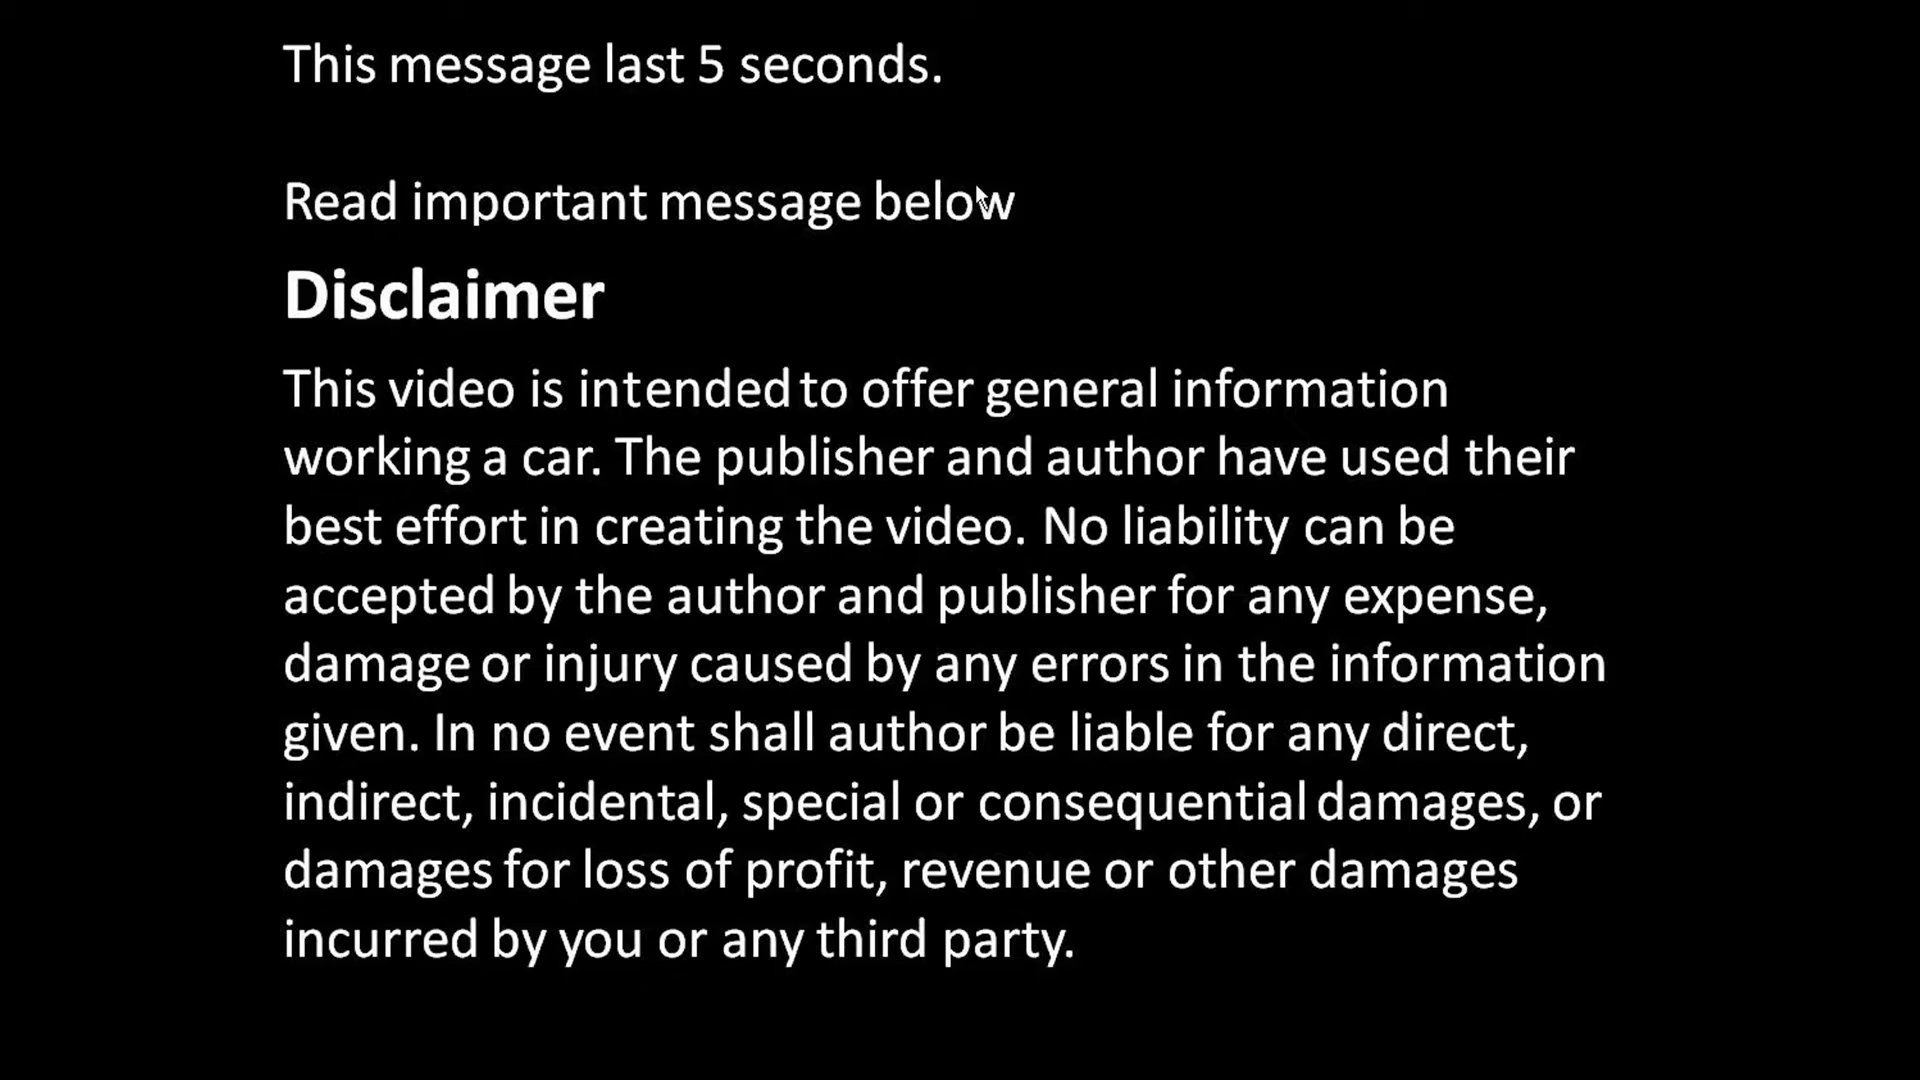 This message last 5 seconds.
Read important message below
Disclaimer
This video is intended to offer general information
working a car. The publisher and author have used their
best effort in creating the video. No liability can be
accepted by the author and publisher for any expense,
damage or injury caused by any errors in the information
given. In no event shall author be liable for any direct,
indirect, incidental, special or consequential damages, or
damages for loss of profit, revenue or other damages
incurred by you or any third party.